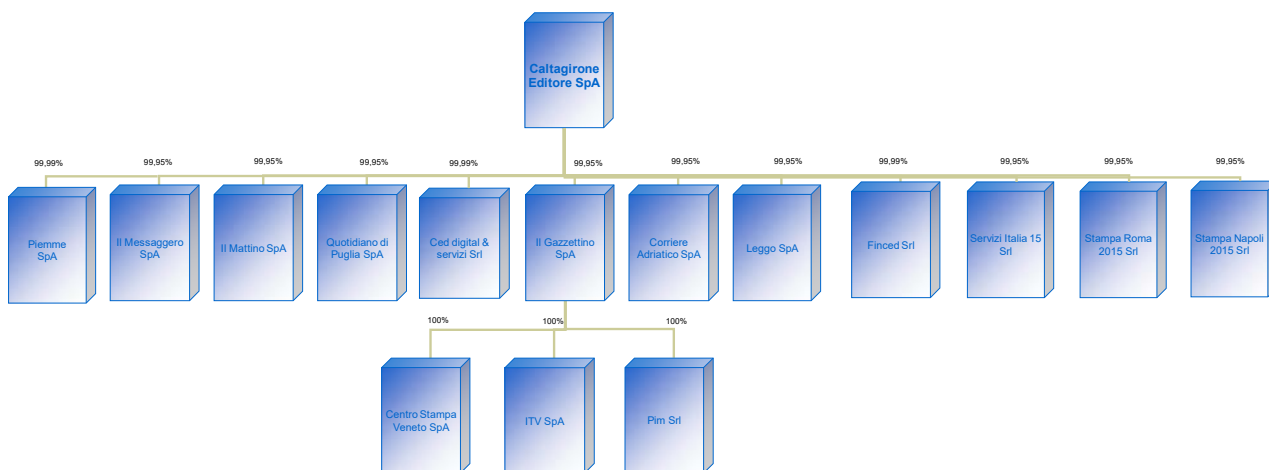 Caltagirone
Editore SpA
99,99%
99,95%
99,95%
99,95%
99,99%
99,95%
99,95%
99,95%
99,99%
99,95%
99,95%
99,95%
Piemme
SpA
Il Messaggero
SpA
Il Mattino SpA
Quotidiano di
Puglia SpA
Ced digital &
servizi Srl
Il Gazzettino
SpA
Corriere
Adriatico SpA
Leggo SpA
Finced Srl
Servizi Italia 15
Srl
Stampa Roma
2015 Srl
Stampa Napoli
2015 Srl
100%
100%
100%
Centro Stampa
Veneto SpA
ITV SpA
Pim Srl